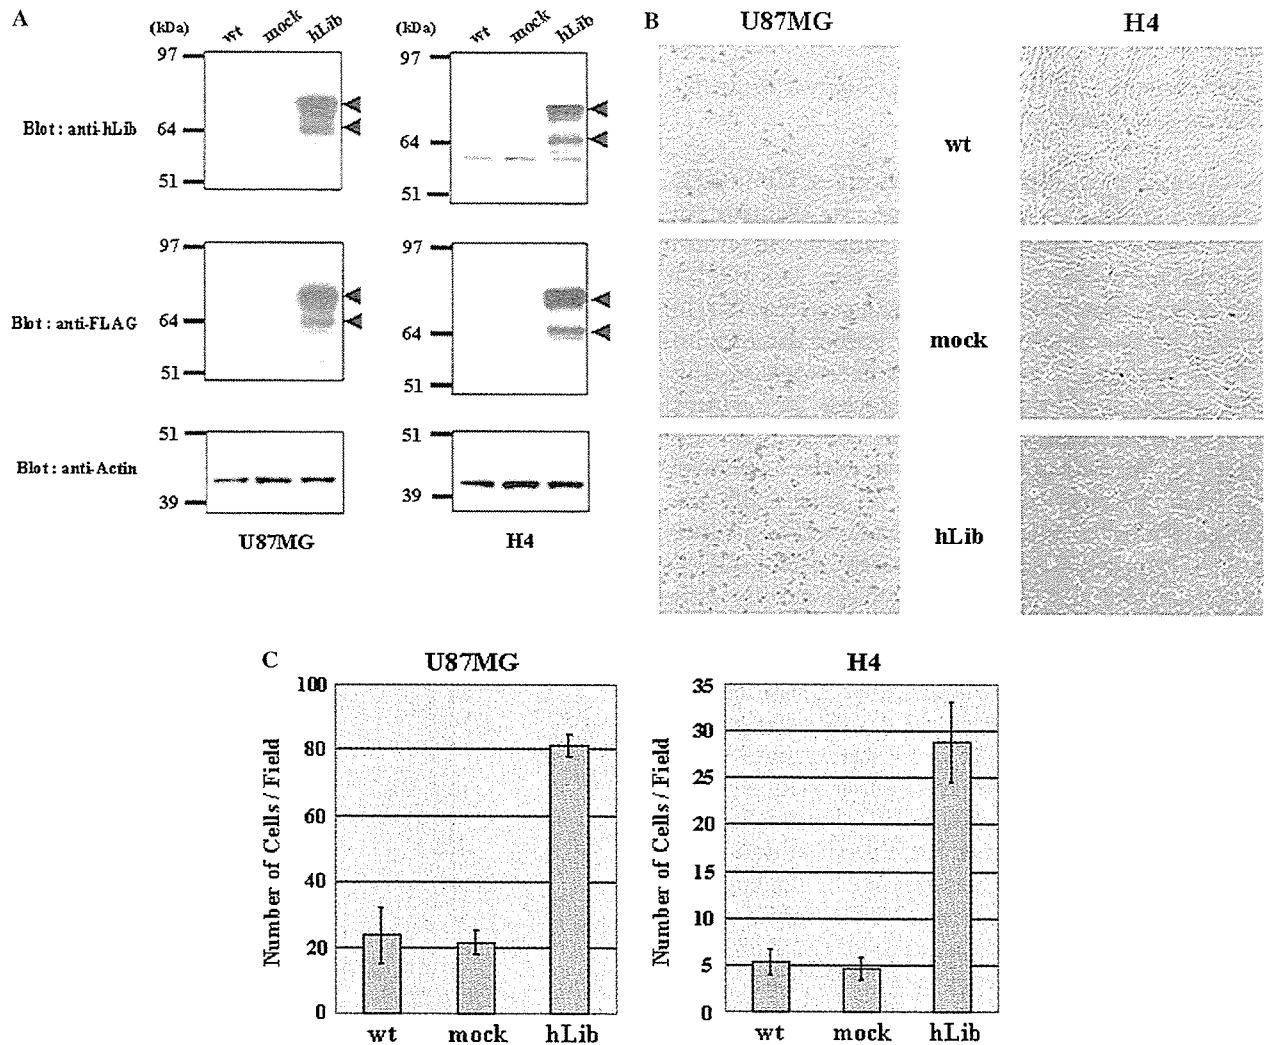 A
(kDa)
wt
mock
hLib
97
64
51
Blot : anti-hLib
(kDa)
wt
mock
hLib
97
64
51
97
64
51
Blot : anti-FLAG
97
64
51
51
39
Blot : anti-Actin
51
39
U87MG
H4
B
U87MG
H4
wt
mock
hLib
C
U87MG
100
80
60
40
20
0
Number of Cells / Field
wt
mock
hLib
H4
35
30
25
20
15
10
5
0
Number of Cells / Field
wt
mock
hLib